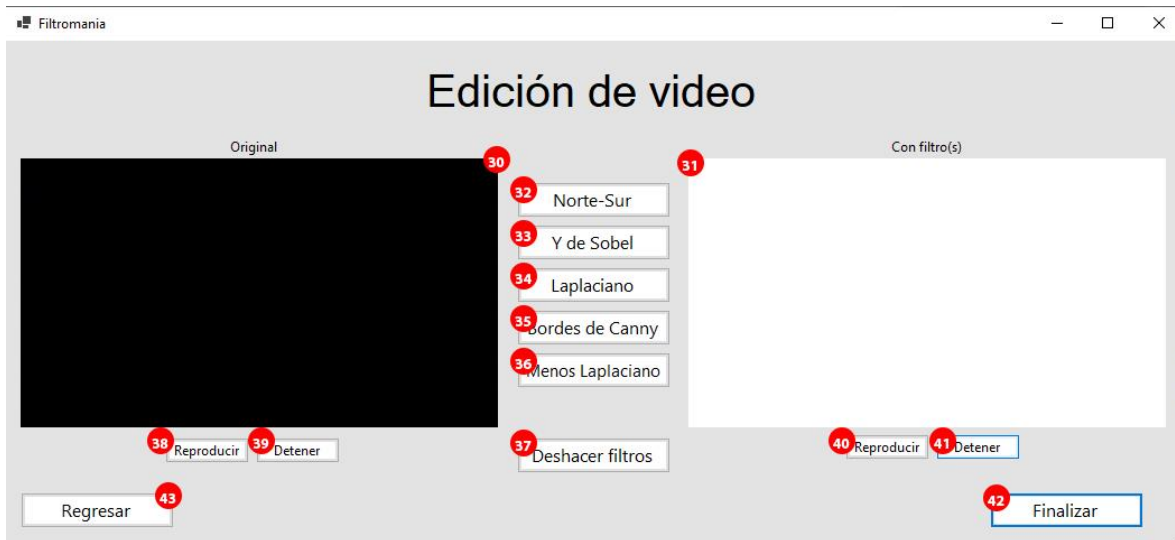 Filtromania
Edición de video
Original
Con filtro(s)
30
31
32
Norte-Sur
33
Y de Sobel
34
Laplaciano
35
Bordes de Canny
36
Menos Laplaciano
38
Reproducir
39
Detener
37
Deshacer filtros
40
Reproducir
41
Detener
43
Regresar
42
Finalizar